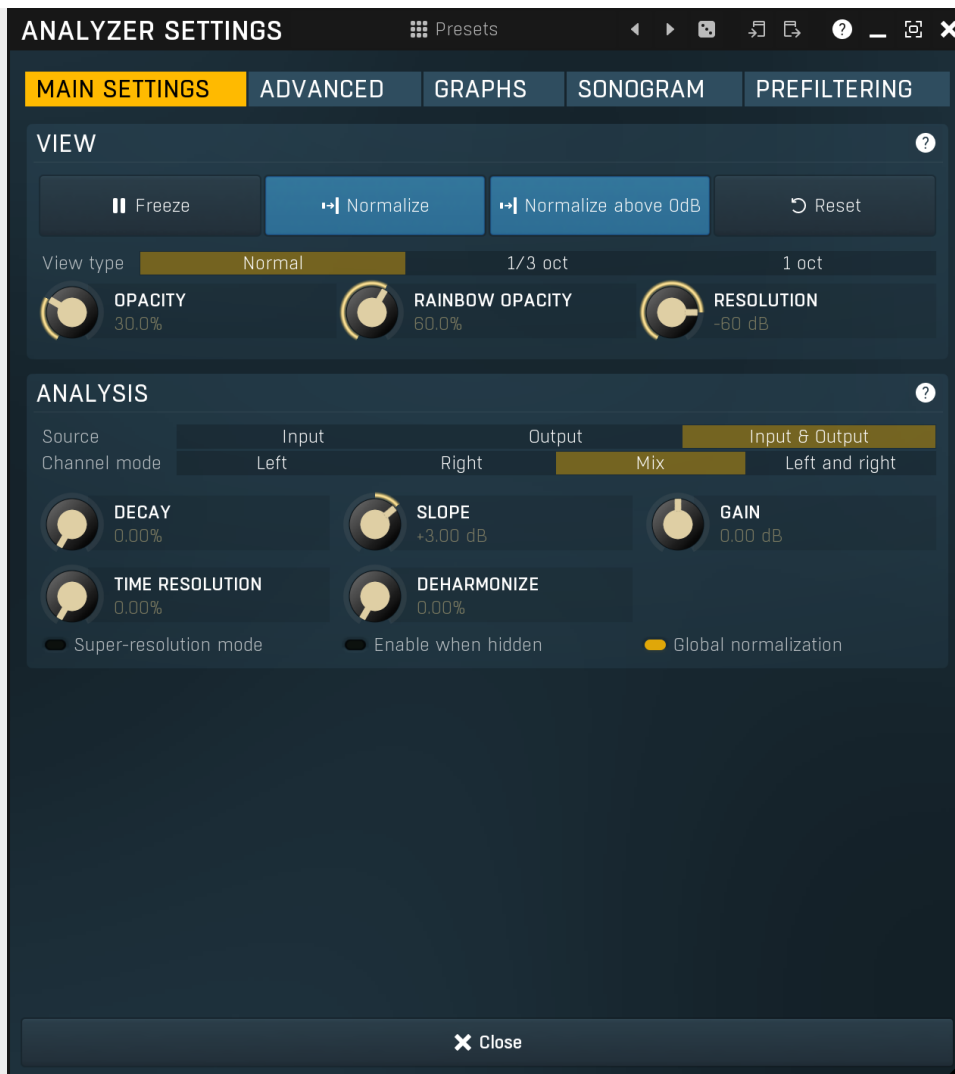 ANALYZER SETTINGS Presets ?
MAIN SETTINGS ADVANCED GRAPHS SONOGRAM PREFILTERING
VIEW ?
Freeze Normalize Normalize above 0dB Reset
View type Normal 1/3 oct 1 oct
OPACITY RAINBOW OPACITY RESOLUTION
30.0% 60.0% -60 dB
ANALYSIS ?
Source Input Output Input & Output
Channel mode Left Right Mix Left and right
DECAY SLOPE GAIN
0.00% +3.00 dB 0.00 dB
TIME RESOLUTION DEHARMONIZE
0.00% 0.00%
Super-resolution mode Enable when hidden Global normalization
Close